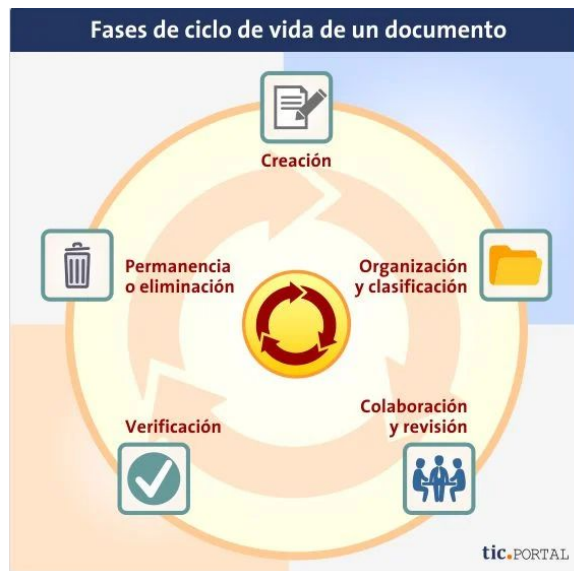 Fases de ciclo de vida de un documento
Creación
Organización
y clasificación
Colaboración
y revisión
Verificación
Permanencia
o eliminación
tic.PORTAL